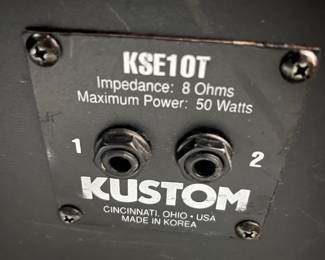 KSE10T
Impedance: 8 Ohms
Maximum Power: 50 Watts
1 2
KUSTOM
CINCINNATI, OHIO • USA
MADE IN KOREA